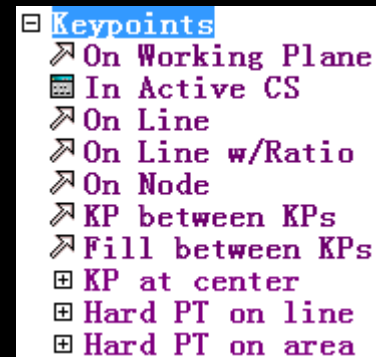 Keypoints
On Working Plane
In Active CS
On Line
On Line w/Ratio
On Node
KP between KPs
Fill between KPs
KP at center
Hard PT on line
Hard PT on area